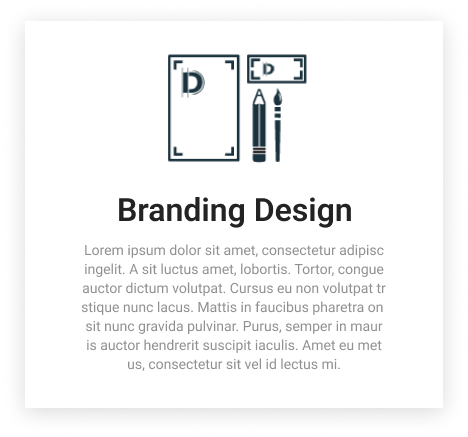 D
D
Branding Design
Lorem ipsum dolor sit amet, consectetur adipisc
ingelit. A sit luctus amet, lobortis. Tortor, congue
auctor dictum volutpat. Cursus eu non volutpat tr
stique nunc lacus. Mattis in faucibus pharetra on
sit nunc gravida pulvinar. Purus, semper in maur
is auctor hendrerit suscipit iaculis. Amet eu met
us, consectetur sit vel id lectus mi.